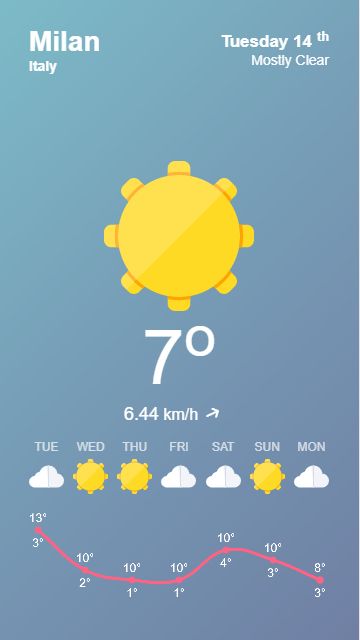 Milan
Italy
Tuesday 14 th
Mostly Clear
7°
6.44 km/h
TUE WED THU FRI SAT SUN MON
13° 10° 10° 10° 10° 10° 8°
3° 2° 1° 1° 4° 3° 3°